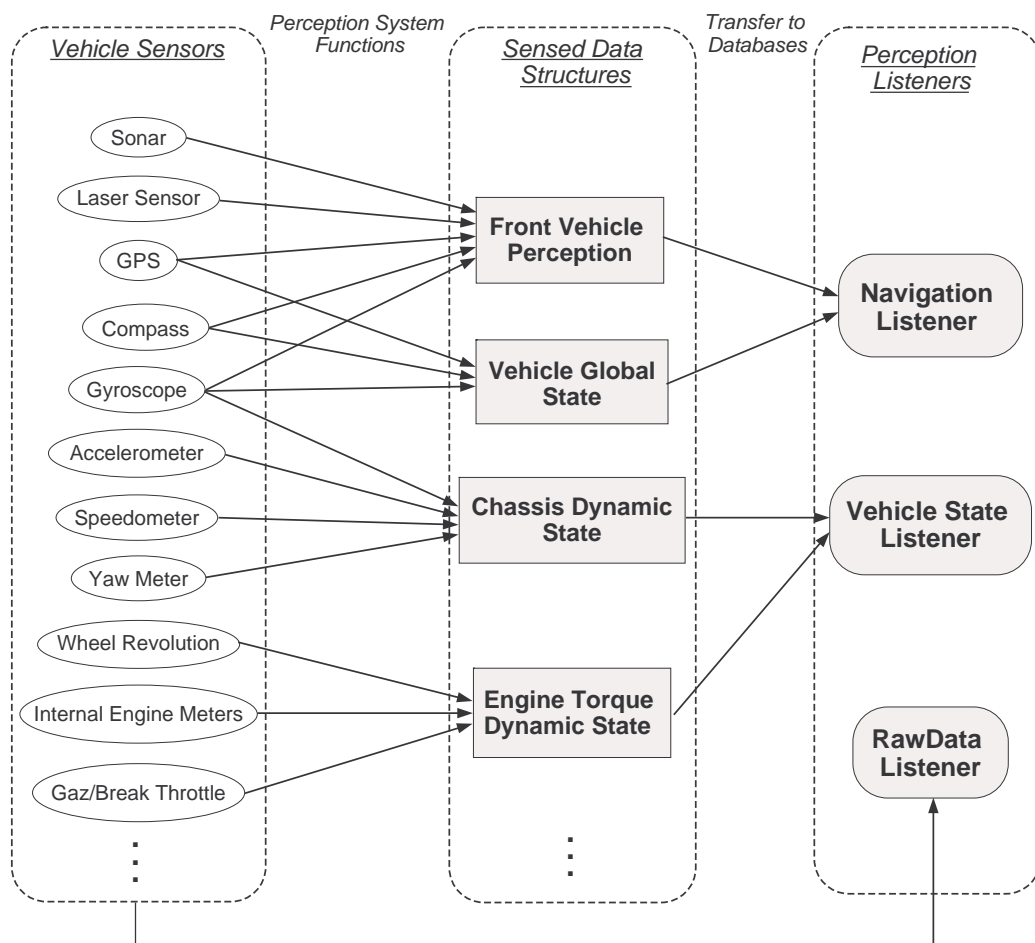 Vehicle Sensors
Perception System
Functions
Sensed Data
Structures
Transfer to
Databases
Perception
Listeners
Sonar
Laser Sensor
GPS
Compass
Gyroscope
Accelerometer
Speedometer
Yaw Meter
Wheel Revolution
Internal Engine Meters
Gaz/Break Throttle
Front Vehicle
Perception
Vehicle Global
State
Chassis Dynamic
State
Engine Torque
Dynamic State
Navigation
Listener
Vehicle State
Listener
RawData
Listener